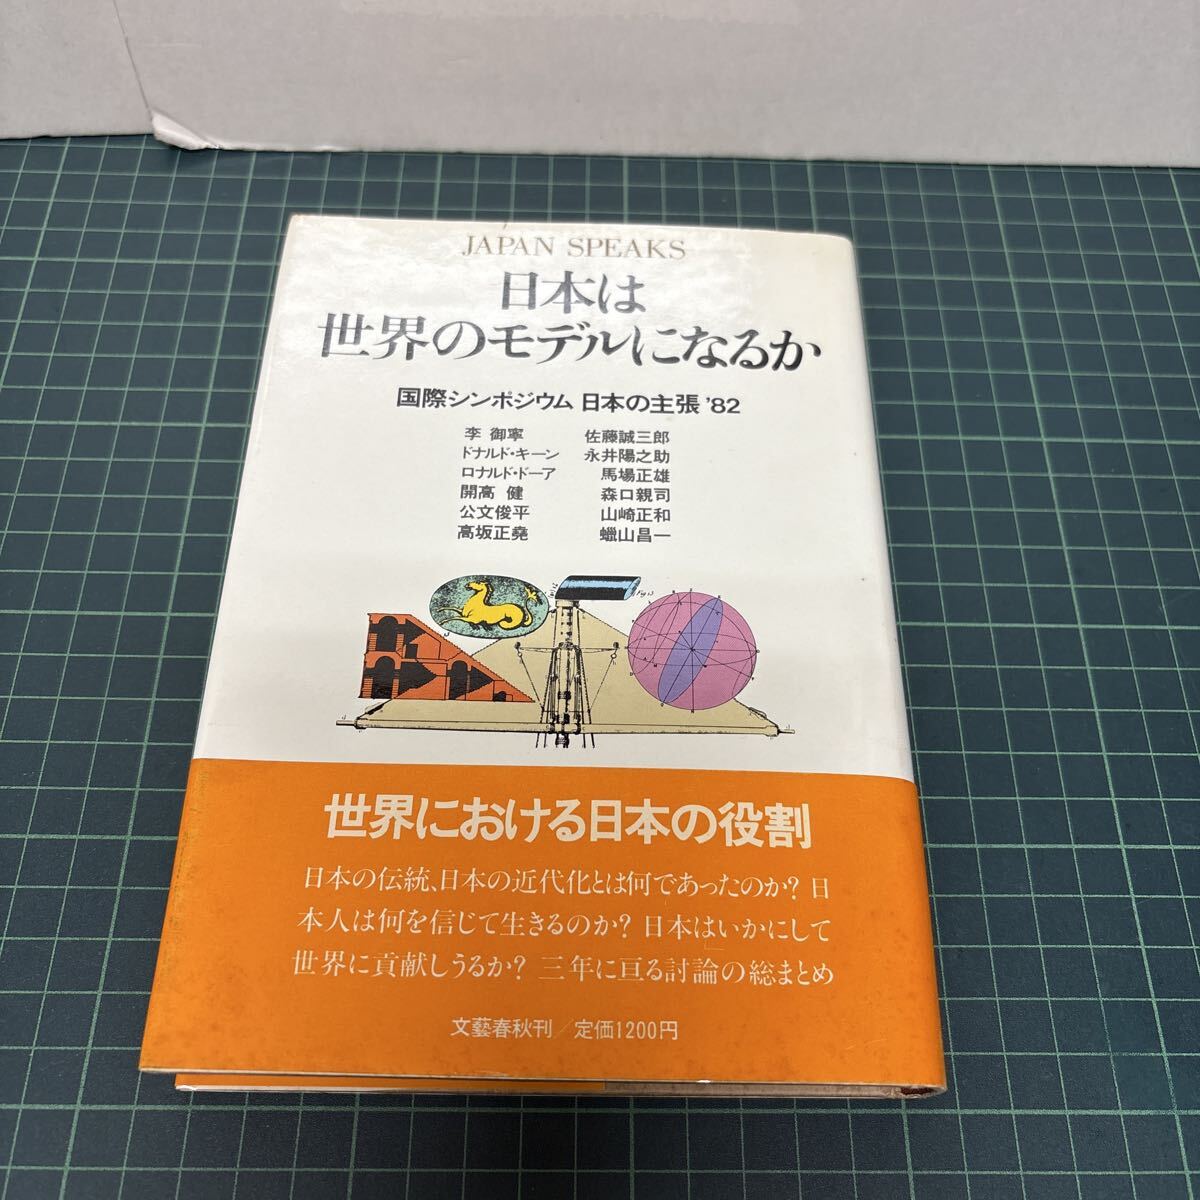 JAPAN SPEAKS
日本は
世界のモデルになるか
国際シンポジウム 日本の主張 '82
李 御寧 佐藤誠三郎
ドナルド・キーン 永井陽之助
ロナルド・ドーア 馬場正雄
開高 健 森口親司
公文俊平 山崎正和
高坂正堯 蠟山昌一
世界における日本の役割
日本の伝統、日本の近代化とは何であったのか? 日
本人は何を信じて生きるのか? 日本はいかにして
世界に貢献しうるか? 三年に亘る討論の総まとめ
文藝春秋刊/定価1200円